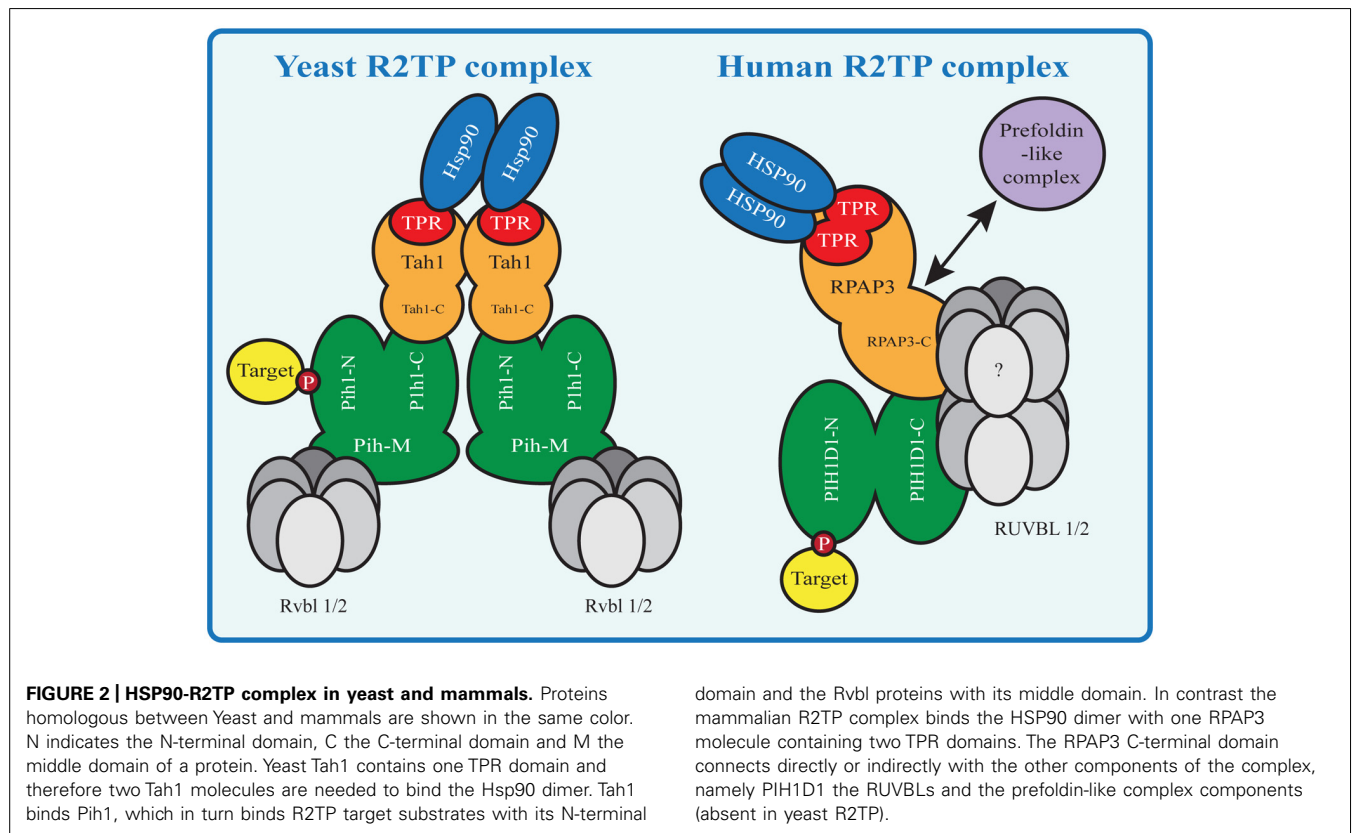 Yeast R2TP complex
Hsp90
Hsp90
TPR
TPR
Tah1
Tah1
Tah1-C
Tah1-C
Target
P
Pih1-N
P1h1-C
Pih1-N
P1h1-C
Pih-M
Pih-M
Rvbl 1/2
Rvbl 1/2
Human R2TP complex
Prefoldin
-like
complex
HSP90
HSP90
TPR
TPR
RPAP3
RPAP3-C
?
PIH1D1-N
PIH1D1-C
RUVBL 1/2
P
Target
FIGURE 2 | HSP90-R2TP complex in yeast and mammals. Proteins
homologous between Yeast and mammals are shown in the same color.
N indicates the N-terminal domain, C the C-terminal domain and M the
middle domain of a protein. Yeast Tah1 contains one TPR domain and
therefore two Tah1 molecules are needed to bind the Hsp90 dimer. Tah1
binds Pih1, which in turn binds R2TP target substrates with its N-terminal
domain and the Rvbl proteins with its middle domain. In contrast the
mammalian R2TP complex binds the HSP90 dimer with one RPAP3
molecule containing two TPR domains. The RPAP3 C-terminal domain
connects directly or indirectly with the other components of the complex,
namely PIH1D1 the RUVBLs and the prefoldin-like complex components
(absent in yeast R2TP).